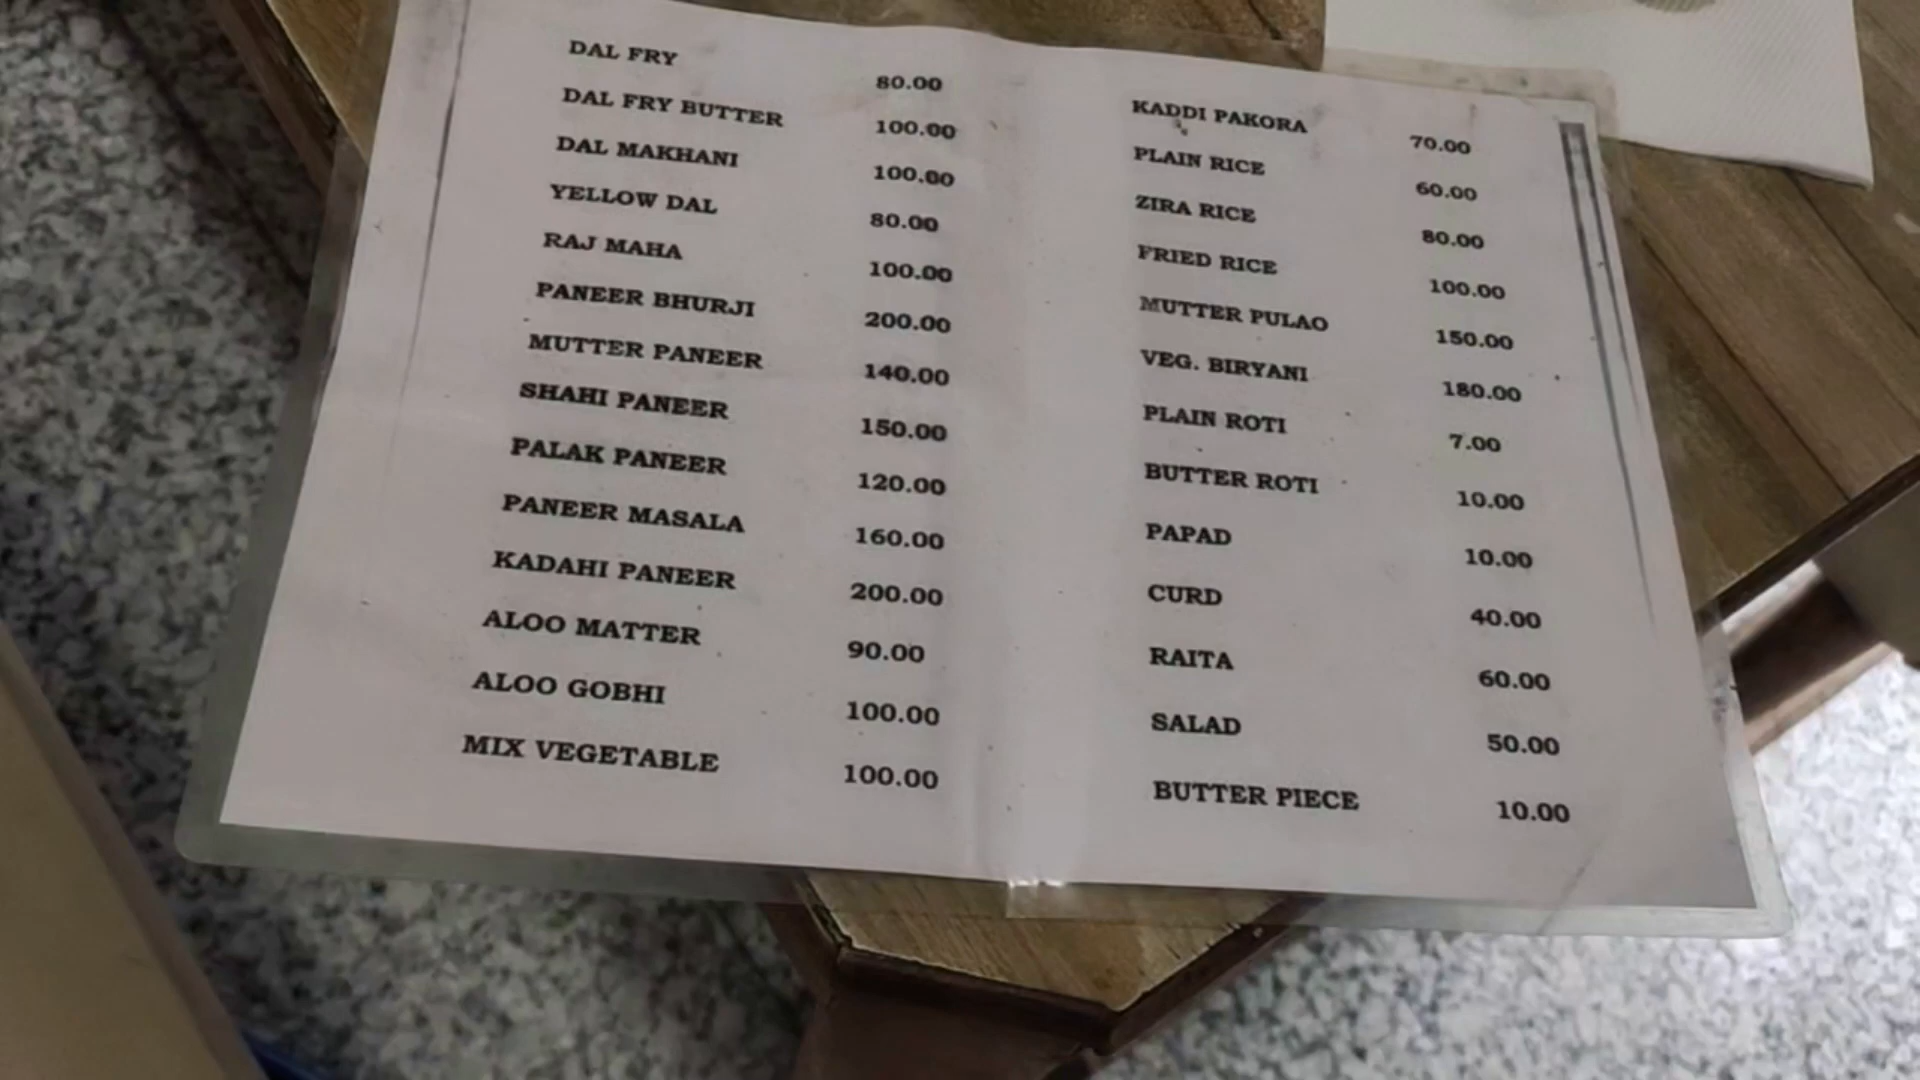 DAL FRY 80.00
DAL FRY BUTTER 100.00
DAL MAKHANI 100.00
YELLOW DAL 80.00
RAJ MAHA 100.00
PANEER BHURJI 200.00
MUTTER PANEER 140.00
SHAHI PANEER 150.00
PALAK PANEER 120.00
PANEER MASALA 160.00
KADAHI PANEER 200.00
ALOO MATTER 90.00
ALOO GOBHI 100.00
MIX VEGETABLE 100.00
KADDI PAKORA 70.00
PLAIN RICE 60.00
ZIRA RICE 80.00
FRIED RICE 100.00
MUTTER PULAO 150.00
VEG. BIRYANI 180.00
PLAIN ROTI 7.00
BUTTER ROTI 10.00
PAPAD 10.00
CURD 40.00
RAITA 60.00
SALAD 50.00
BUTTER PIECE 10.00